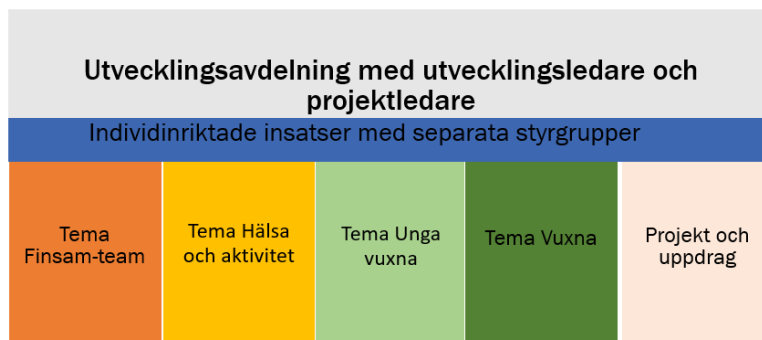 Utvecklingsavdelning med utvecklingsledare och
projektledare
Individinriktade insatser med separata styrgrupper
Tema
Finsam-team
Tema Hälsa
och aktivitet
Tema Unga
vuxna
Tema Vuxna
Projekt och
uppdrag